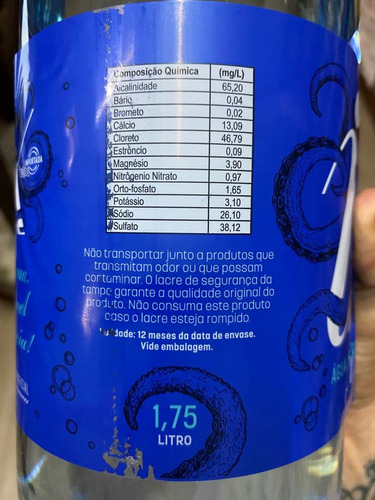 Composição Química (mg/L)
Alcalinidade 65,20
Bário 0,04
Brometo 0,02
Cálcio 13,09
Cloreto 46,79
Estrôncio 0,09
Magnésio 3,90
Nitrôgenio Nitrato 0,97
Orto-fosfato 1,65
Potássio 3,10
Sódio 26,10
Sulfato 38,12
Não transportar junto a produtos que
transmitam odor ou que possam
contaminar. O lacre de segurança da
tampa garante a qualidade original do
produto. Não consuma este produto
caso o lacre esteja rompido.
Validade: 12 meses da data de envase.
Vide embalagem.
1,75
LITRO